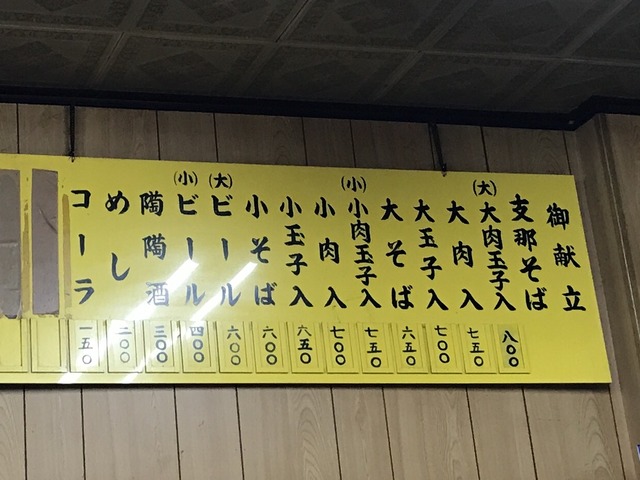 御献立
支那そば
(大)大肉玉子入 八〇〇
大肉入 七五〇
大玉子入 七〇〇
大そば 六五〇
(小)小肉玉子入 七五〇
小肉入 七〇〇
小玉子入 六五〇
小そば 六〇〇
(大)ビール 六〇〇
(小)ビール 四〇〇
陶陶酒 三〇〇
めし 二〇〇
コーラ 一五〇